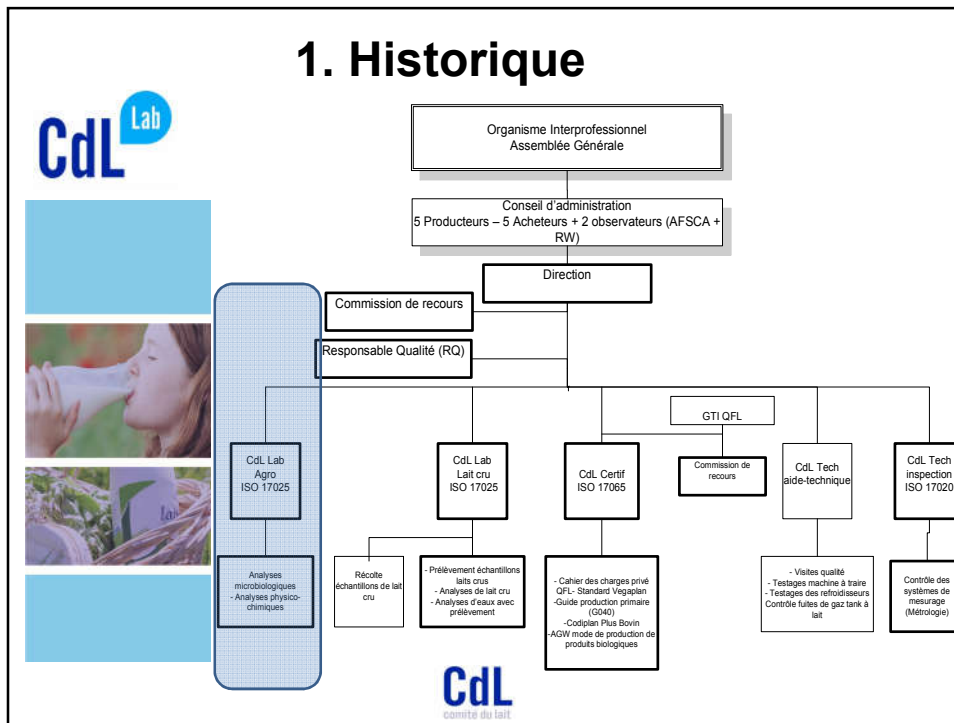 1. Historique
CdL Lab
Organisme Interprofessionnel
Assemblée Générale
Conseil d'administration
5 Producteurs – 5 Acheteurs + 2 observateurs (AFSCA +
RW)
Direction
Commission de recours
Responsable Qualité (RQ)
GTI QFL
CdL Lab
Agro
ISO 17025
CdL Lab
Lait cru
ISO 17025
CdL Certif
ISO 17065
Commission de
recours
CdL Tech
aide-technique
CdL Tech
inspection
ISO 17020
Analyses
microbiologiques
- Analyses physico-
chimiques
Récolte
échantillons de lait
cru
- Prélèvement échantillons
laits crus
- Analyses de lait cru
- Analyses d'eaux avec
prélèvement
- Cahier des charges privé
QFL- Standard Vegaplan
-Guide production primaire
(G040)
-Codiplan Plus Bovin
-AGW mode de production de
produits biologiques
- Visites qualité
- Testages machine à traire
- Testages des refroidisseurs
Contrôle fuites de gaz tank à
lait
Contrôle des
systèmes de
mesurage
(Métrologie)
CdL
comité du lait